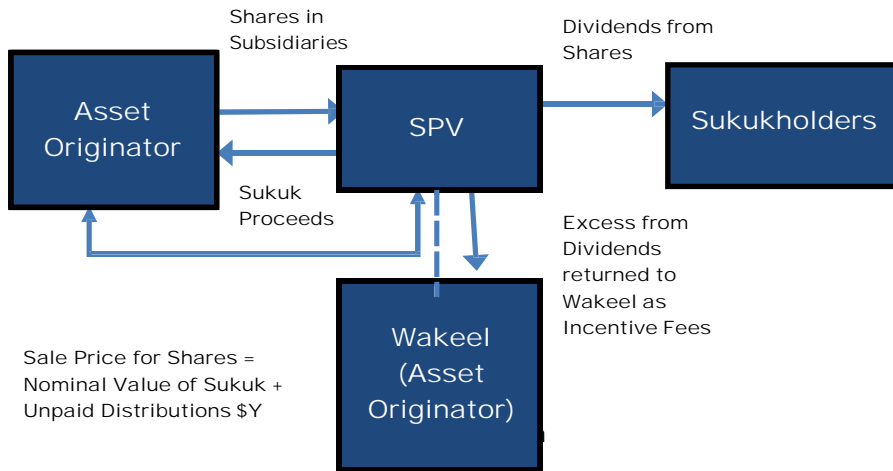 Shares in
Subsidiaries
Dividends from
Shares
Asset
Originator
SPV
Sukukholders
Sukuk
Proceeds
Excess from
Dividends
returned to
Wakeel as
Incentive Fees
Wakeel
(Asset
Originator)
Sale Price for Shares =
Nominal Value of Sukuk +
Unpaid Distributions $Y